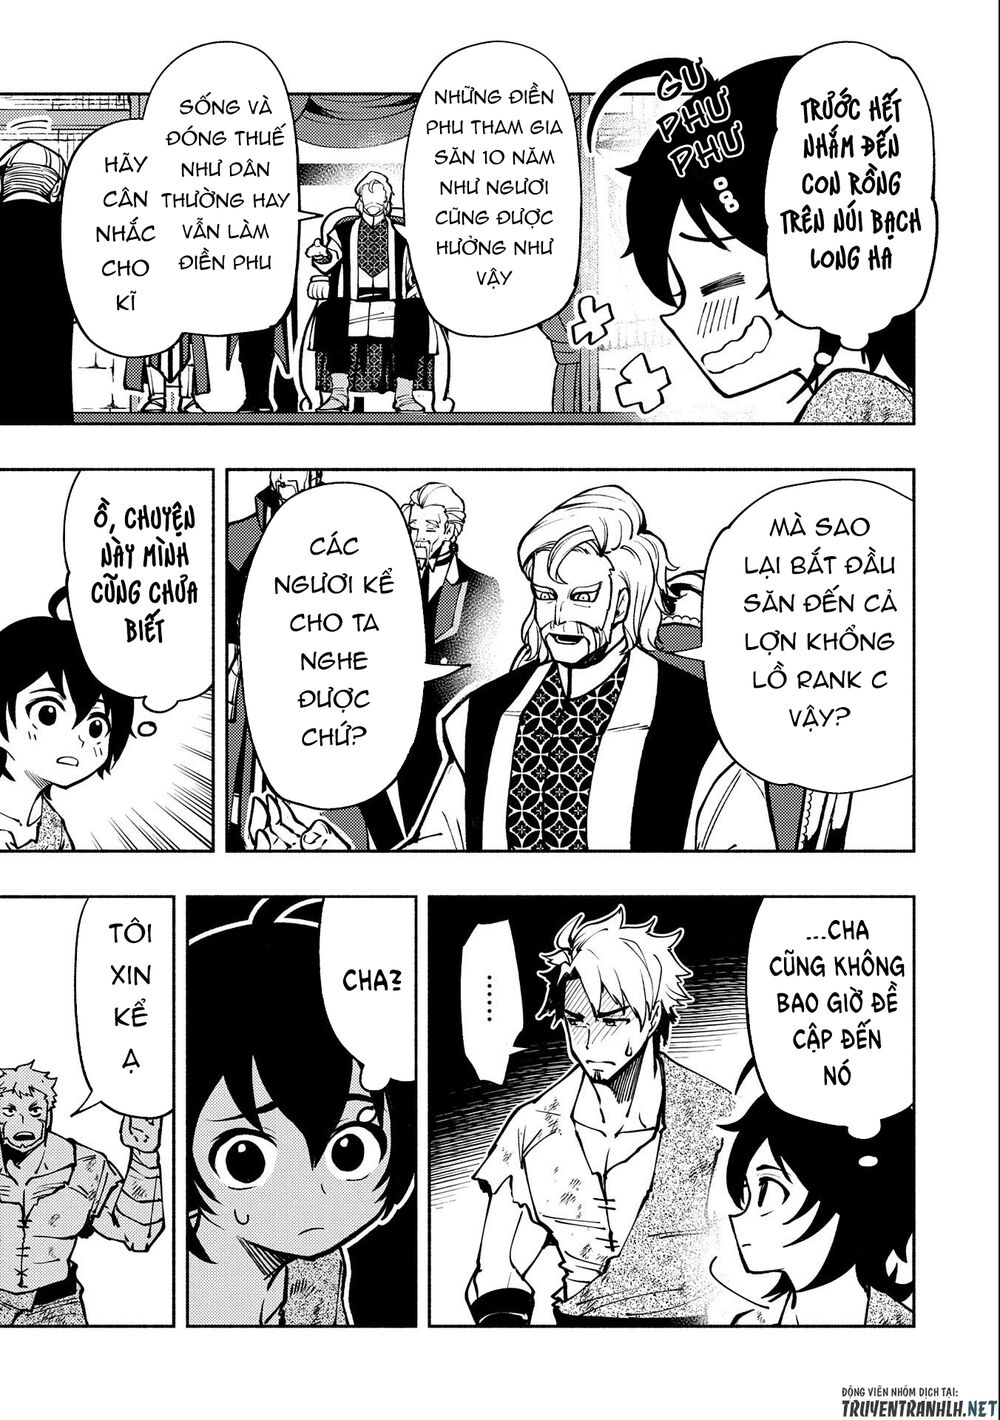 TRƯỚC HẾT
NHẮM ĐẾN
CON RỒNG
TRÊN NÚI BẠCH
LONG HA
GƯ
PHƯ
PHƯ
NHỮNG ĐIỀN
PHU THAM GIA
SĂN 10 NĂM
NHƯ NGƯƠI
CŨNG ĐƯỢC
HƯỞNG NHƯ
VẬY
SỐNG VÀ
ĐÓNG THUẾ
NHƯ DÂN
THƯỜNG HAY
VẪN LÀM
ĐIỀN PHU
HÃY
CÂN
NHẮC
CHO
KĨ
MÀ SAO
LẠI BẮT ĐẦU
SĂN ĐẾN CẢ
LỢN KHỔNG
LỒ RANK C
VẬY?
CÁC
NGƯƠI KỂ
CHO TA
NGHE
ĐƯỢC
CHỨ?
Ồ, CHUYỆN
NÀY MÌNH
CŨNG CHƯA
BIẾT
...CHA
CŨNG KHÔNG
BAO GIỜ ĐỀ
CẬP ĐẾN
NÓ
......
CHA?
TÔI
XIN
KỂ
Ạ
ĐỘNG VIÊN NHÓM DỊCH TẠI:
TRUYENTRANHLH.NET